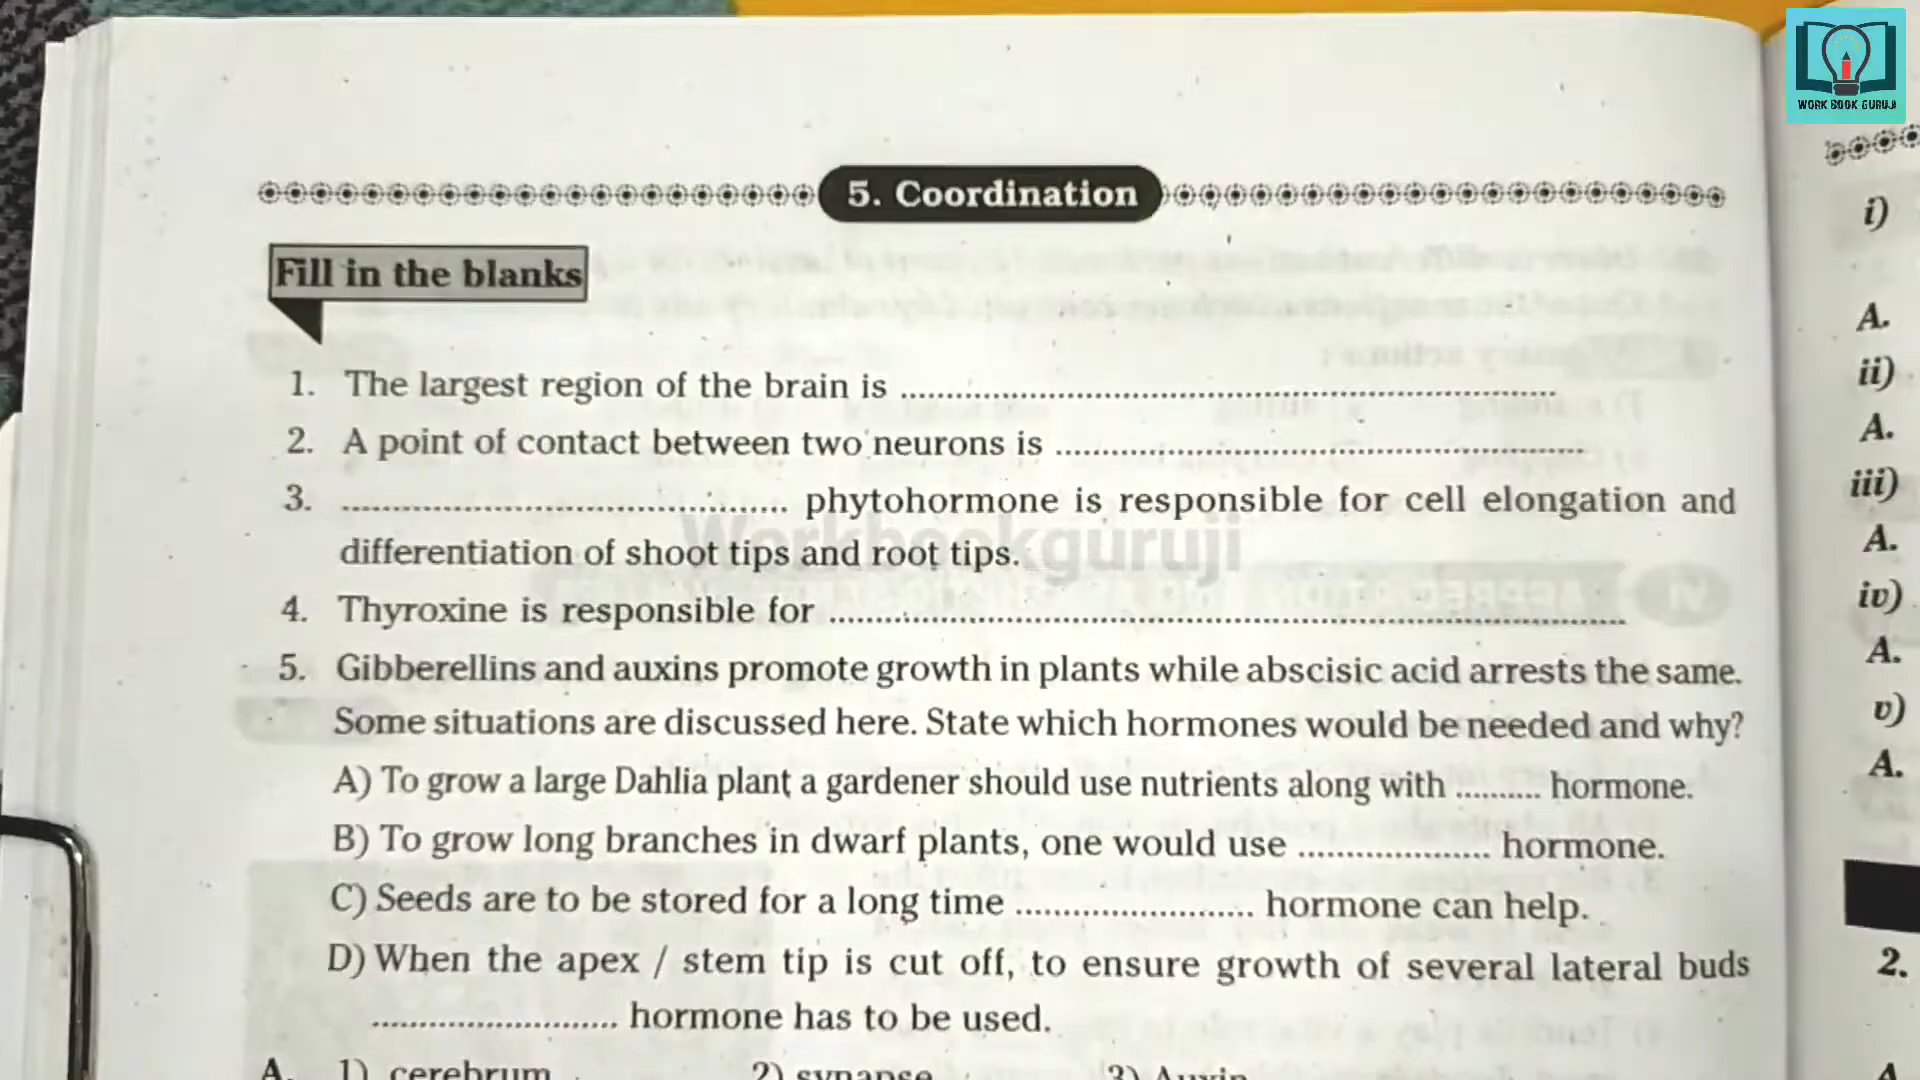 WORK BOOK GURUJI
5. Coordination
Fill in the blanks
1. The largest region of the brain is ........................
2. A point of contact between two neurons is ........................
3. ........................ phytohormone is responsible for cell elongation and
differentiation of shoot tips and root tips.
Workbookguruji
4. Thyroxine is responsible for ........................
5. Gibberellins and auxins promote growth in plants while abscisic acid arrests the same.
Some situations are discussed here. State which hormones would be needed and why?
A) To grow a large Dahlia plant a gardener should use nutrients along with .......... hormone.
B) To grow long branches in dwarf plants, one would use .................... hormone.
C) Seeds are to be stored for a long time ........................ hormone can help.
D) When the apex / stem tip is cut off, to ensure growth of several lateral buds
........................ hormone has to be used.
A. 1) cerebrum 2) synapse 3) Auxin
i)
A.
ii)
A.
iii)
A.
iv)
A.
v)
A.
2.
A